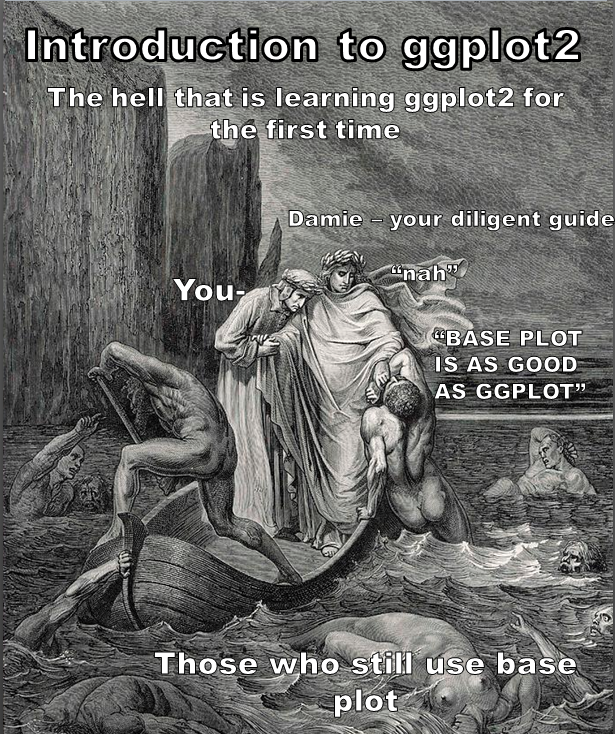 Introduction to ggplot2
The hell that is learning ggplot2 for
the first time
Damie – your diligent guide
“nah”
You-
“BASE PLOT
IS AS GOOD
AS GGPLOT”
Those who still use base
plot